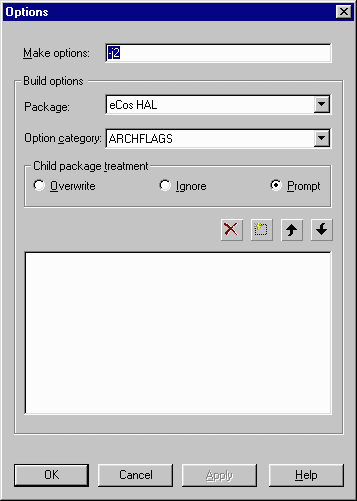 Options
Make options: -j2
Build options
Package: eCos HAL
Option category: ARCHFLAGS
Child package treatment
Overwrite Ignore Prompt
OK Cancel Apply Help